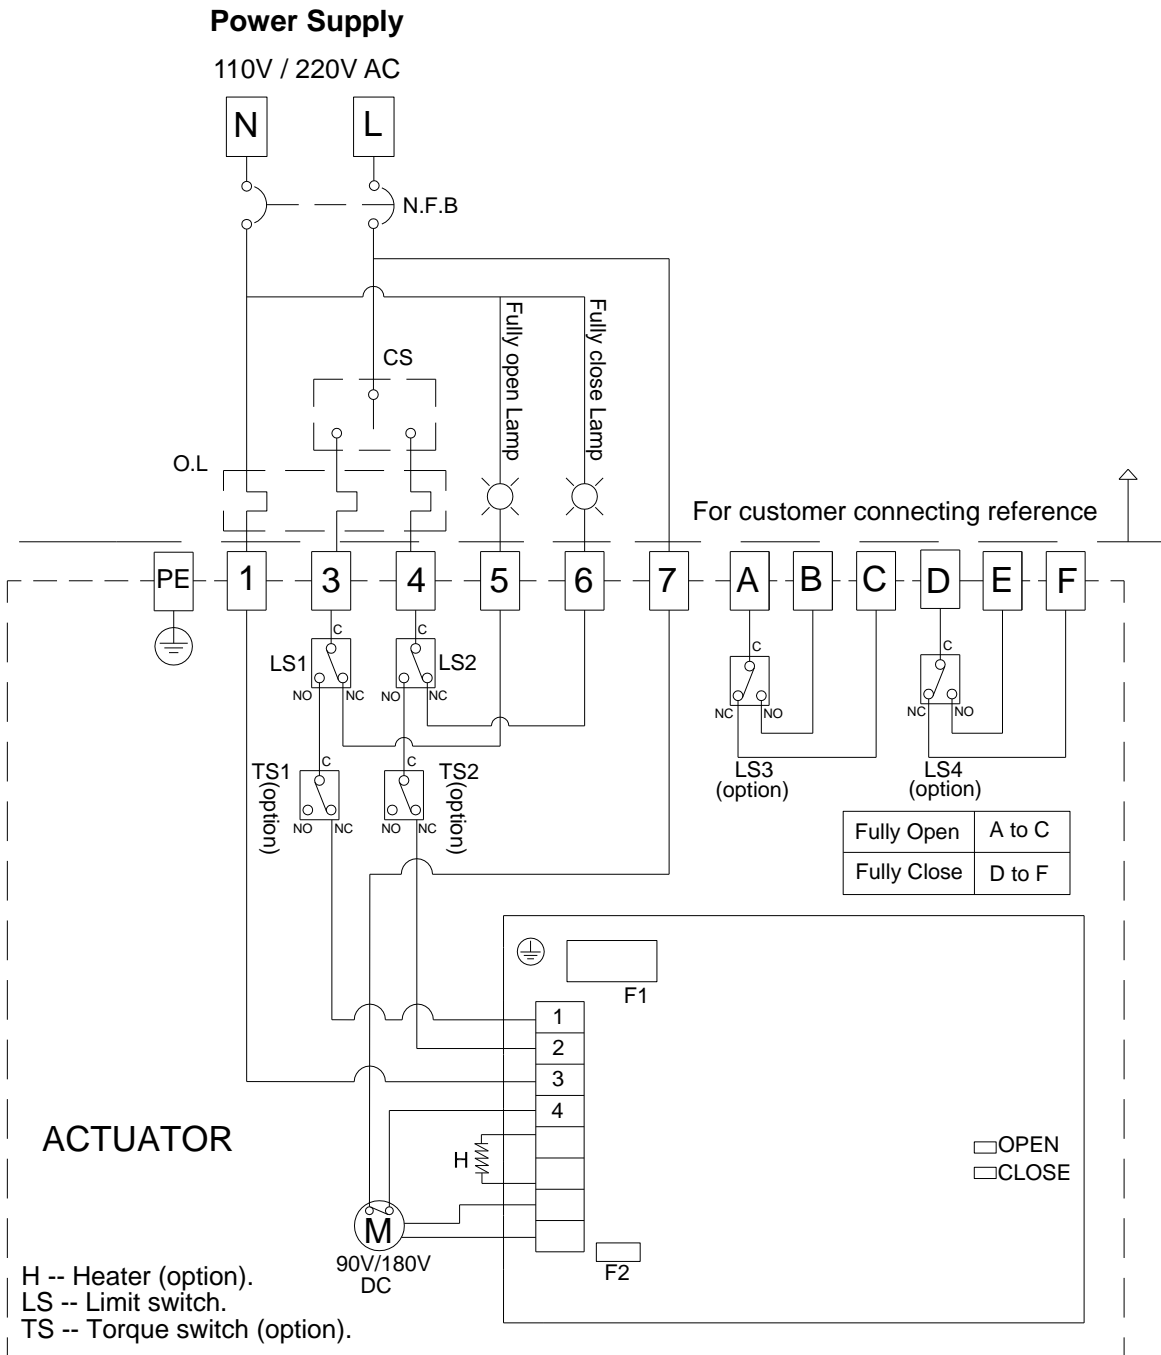 Power Supply
110V / 220V AC
N L
N.F.B
CS
Fully open Lamp
Fully close Lamp
O.L
For customer connecting reference
PE 1 3 4 5 6 7 A B C D E F
C C C C
LS1 LS2
NO NC NO NC NC NO NC NO
LS3
(option)
LS4
(option)
TS1
(option)
TS2
(option)
C C
NO NC NO NC
Fully Open A to C
Fully Close D to F
F1
1
2
3
4
ACTUATOR
H
OPEN
CLOSE
M
90V/180V
DC
F2
H -- Heater (option).
LS -- Limit switch.
TS -- Torque switch (option).